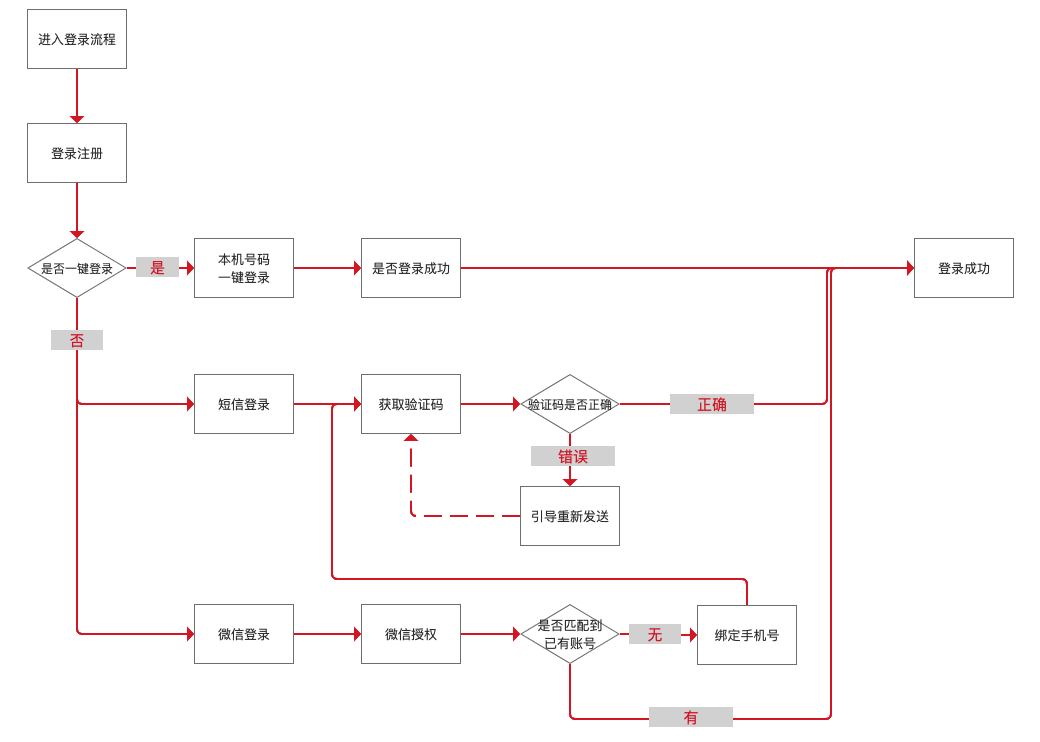 进入登录流程
登录注册
是否一键登录
是
本机号码
一键登录
是否登录成功
登录成功
否
短信登录
获取验证码
验证码是否正确
正确
错误
引导重新发送
微信登录
微信授权
是否匹配到
已有账号
无
绑定手机号
有